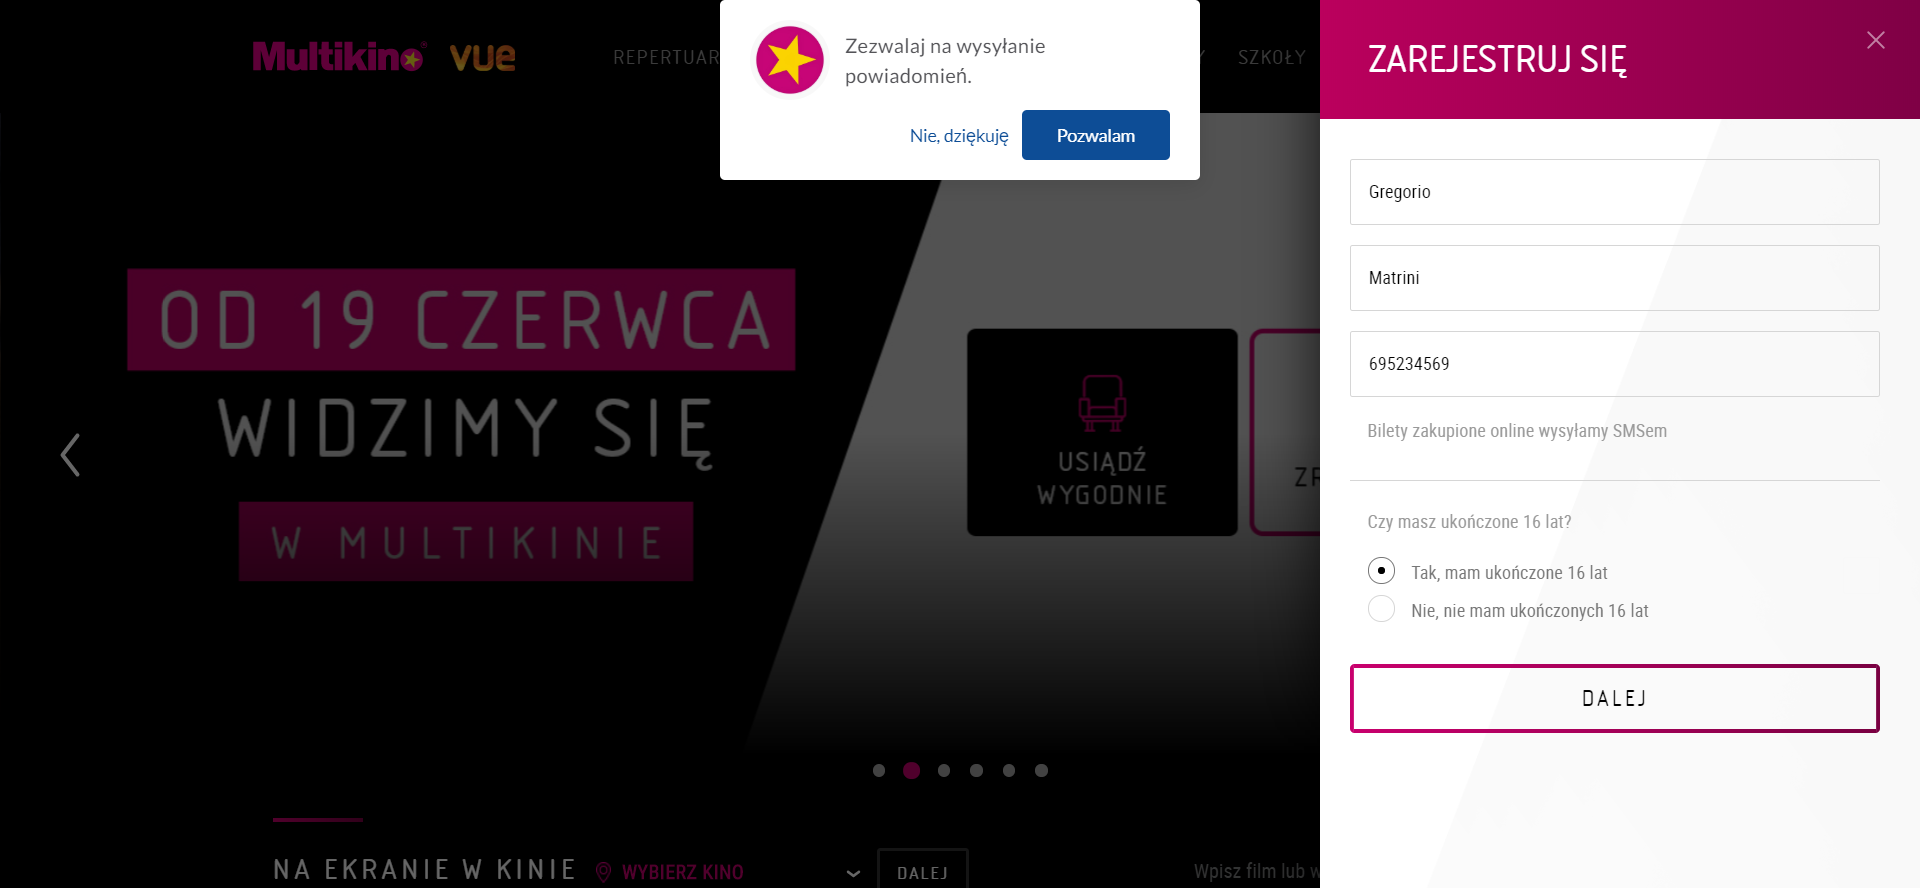 Multikino vue
REPERTUAR
SZKOŁY
Zezwalaj na wysyłanie
powiadomień.
Nie, dziękuję
Pozwalam
OD 19 CZERWCA
WIDZIMY SIĘ
W MULTIKINIE
USIĄDŹ
WYGODNIE
NA EKRANIE W KINIE
WYBIERZ KINO
DALEJ
Wpisz film lub
ZAREJESTRUJ SIĘ
Gregorio
Matrini
695234569
Bilety zakupione online wysyłamy SMSem
Czy masz ukończone 16 lat?
Tak, mam ukończone 16 lat
Nie, nie mam ukończonych 16 lat
DALEJ